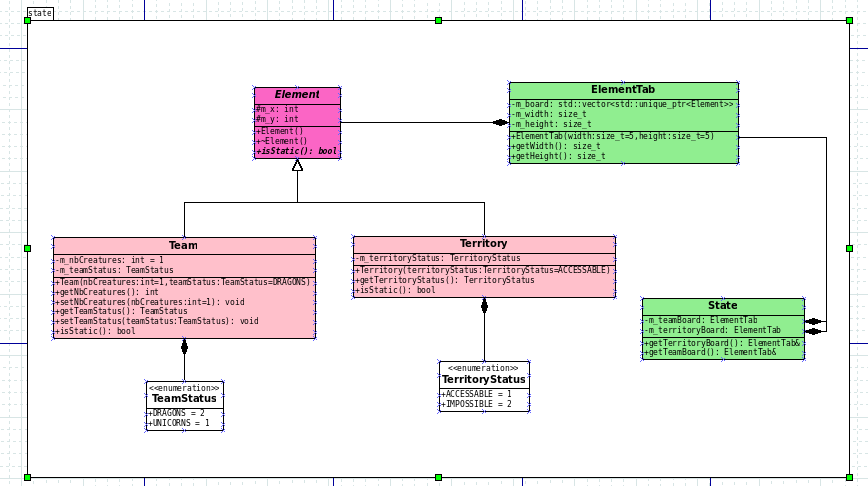 state
Element
#m_x: int
#m_y: int
+Element()
+~Element()
+isStatic(): bool
ElementTab
-m_board: std::vector<std::unique_ptr<Element>>
-m_width: size_t
-m_height: size_t
+ElementTab(width:size_t=5,height:size_t=5)
+getWidth(): size_t
+getHeight(): size_t
Team
-m_nbCreatures: int = 1
-m_teamStatus: TeamStatus
+Team(nbCreatures:int=1,teamStatus:TeamStatus=DRAGONS)
+getNbCreatures(): int
+setNbCreatures(nbCreatures:int=1): void
+getTeamStatus(): TeamStatus
+setTeamStatus(teamStatus:TeamStatus): void
+isStatic(): bool
Territory
-m_territoryStatus: TerritoryStatus
+Territory(territoryStatus:TerritoryStatus=ACCESSABLE)
+getTerritoryStatus(): TerritoryStatus
+isStatic(): bool
State
-m_teamBoard: ElementTab
-m_territoryBoard: ElementTab
+getTerritoryBoard(): ElementTab&
+getTeamBoard(): ElementTab&
<<enumeration>>
TeamStatus
+DRAGONS = 2
+UNICORNS = 1
<<enumeration>>
TerritoryStatus
+ACCESSABLE = 1
+IMPOSSIBLE = 2